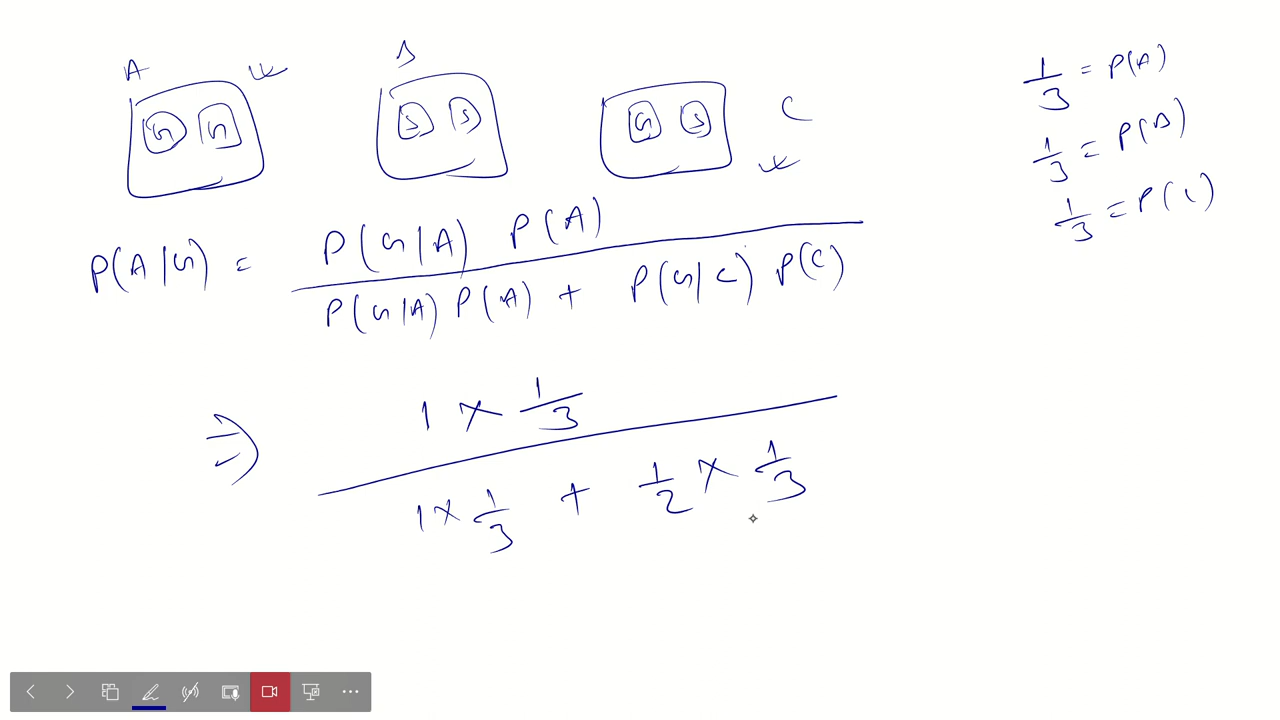 A B C
G G S S G S
1/3 = P(A)
1/3 = P(B)
1/3 = P(C)
P(A|G) = P(G|A) P(A) / P(G|A) P(A) + P(G|C) P(C)
⇒ 1 × 1/3 / 1 × 1/3 + 1/2 × 1/3